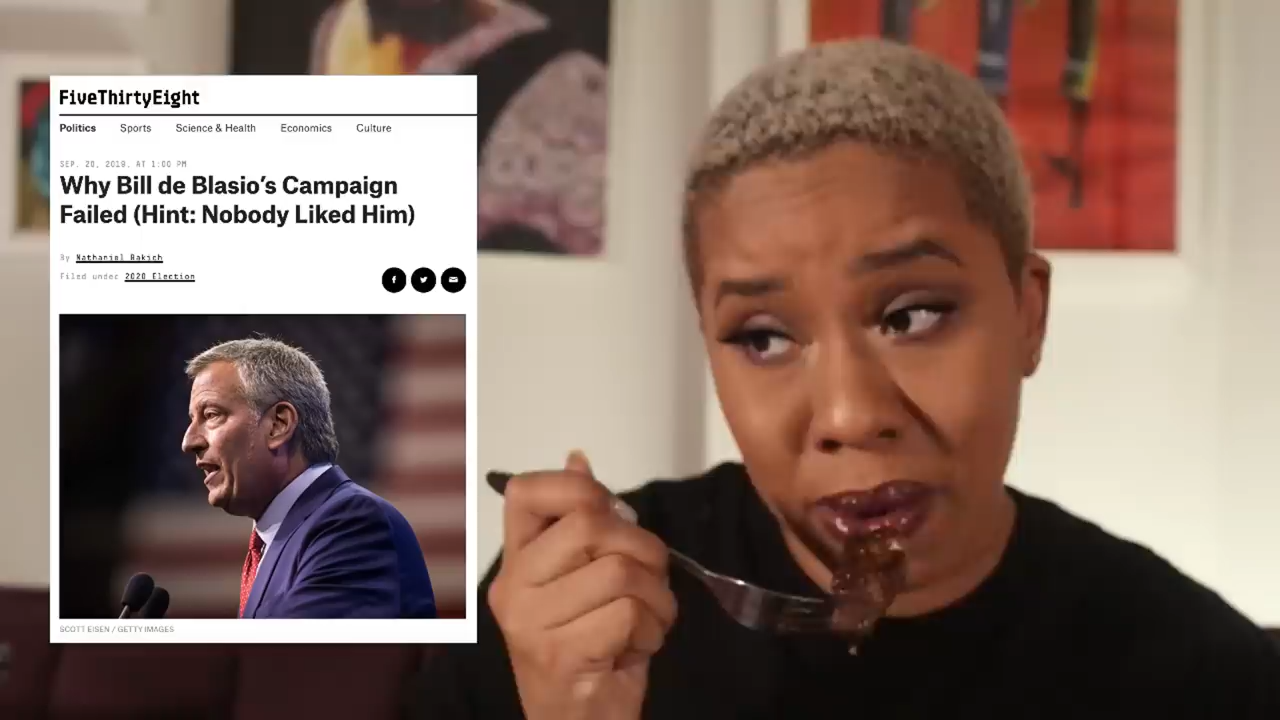 FiveThirtyEight
Politics Sports Science & Health Economics Culture
SEP. 20, 2019, AT 1:00 PM
Why Bill de Blasio's Campaign
Failed (Hint: Nobody Liked Him)
By Nathaniel Rakich
Filed under 2020 Election
SCOTT EISEN / GETTY IMAGES